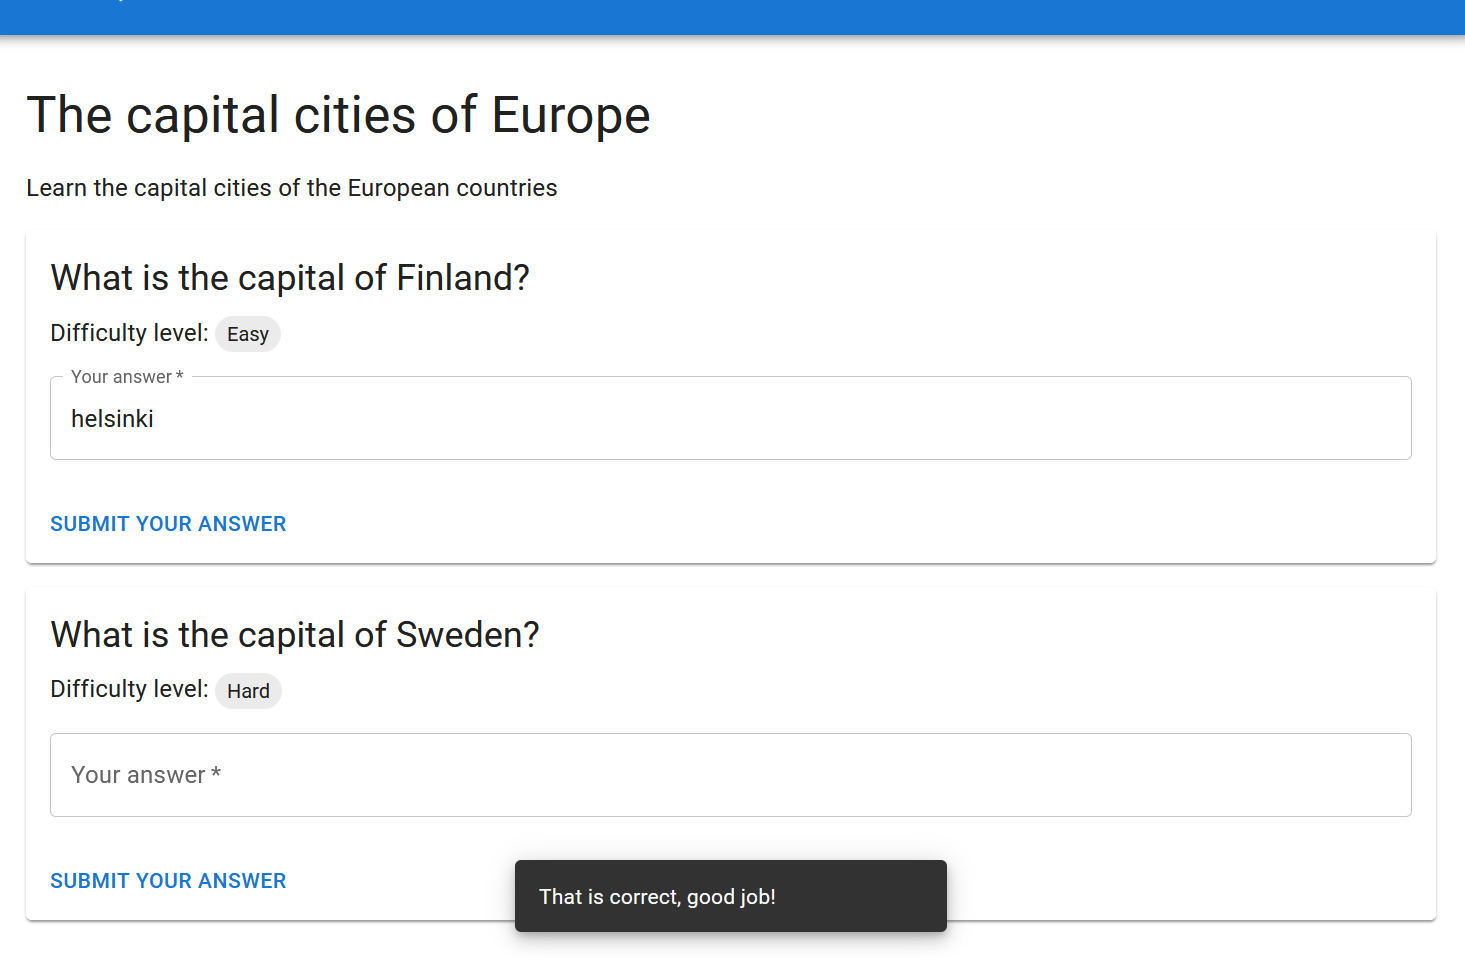 The capital cities of Europe
Learn the capital cities of the European countries
What is the capital of Finland?
Difficulty level: Easy
Your answer *
helsinki
SUBMIT YOUR ANSWER
What is the capital of Sweden?
Difficulty level: Hard
Your answer *
SUBMIT YOUR ANSWER
That is correct, good job!